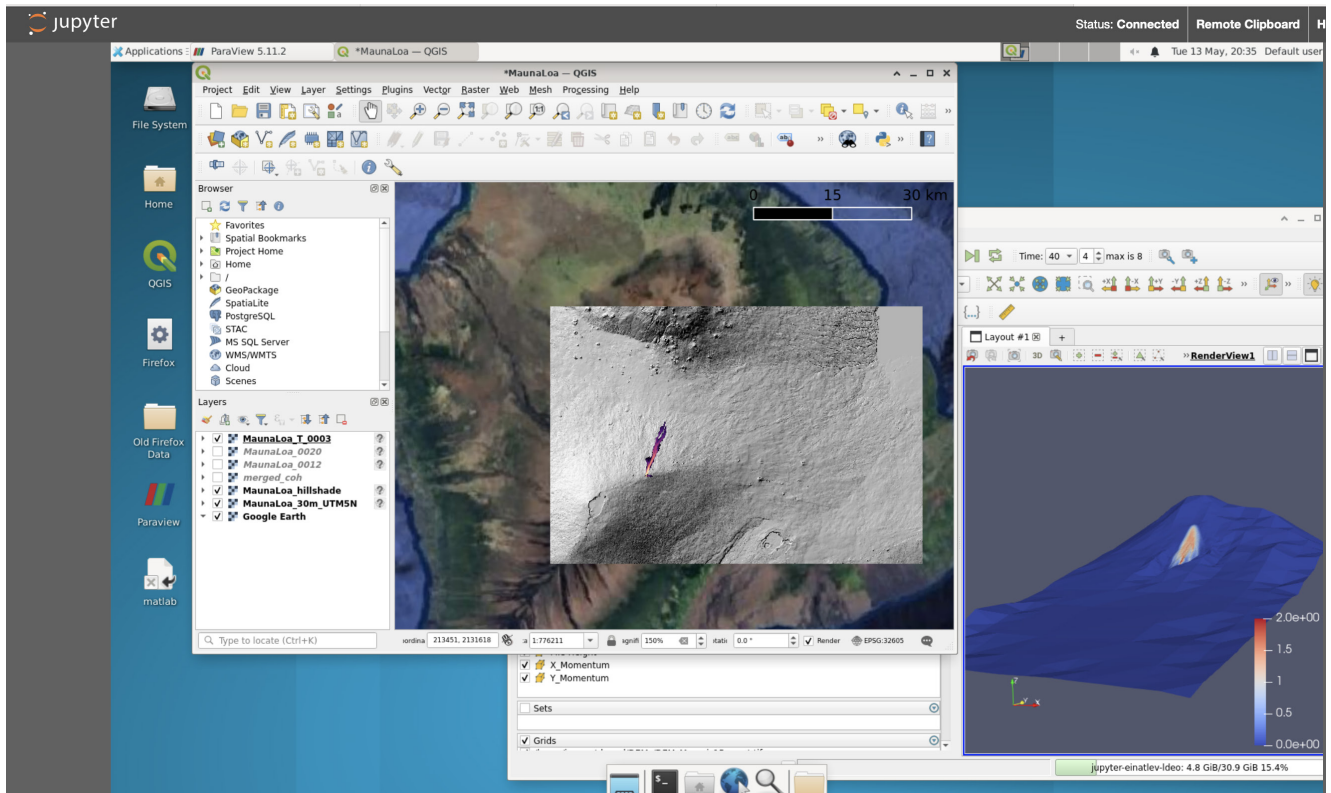 jupyter
Status: Connected
Remote Clipboard
H
Applications
ParaView 5.11.2
*MaunaLoa — QGIS
Tue 13 May, 20:35
Default user
*MaunaLoa — QGIS
Project Edit View Layer Settings Plugins Vector Raster Web Mesh Processing Help
File System
Home
QGIS
Firefox
Old Firefox
Data
Paraview
matlab
Browser
Favorites
Spatial Bookmarks
Project Home
Home
/
GeoPackage
SpatiaLite
PostgreSQL
STAC
MS SQL Server
WMS/WMTS
Cloud
Scenes
Layers
MaunaLoa_T_0003
MaunaLoa_0020
MaunaLoa_0012
merged_coh
MaunaLoa_hillshade
MaunaLoa_30m_UTM5N
Google Earth
0 15 30 km
Type to locate (Ctrl+K)
ordina 213451, 2131618
1:776211
agnifi 150%
tati 0.0 °
Render
EPSG:32605
X_Momentum
Y_Momentum
Sets
Grids
Time: 40 4 max is 8
+X -X +Y -Y +Z -Z
{...}
Layout #1
+
3D
RenderView1
2.0e+00
1.5
1
0.5
0.0e+00
jupyter-einatlev-ldeo: 4.8 GiB/30.9 GiB 15.4%